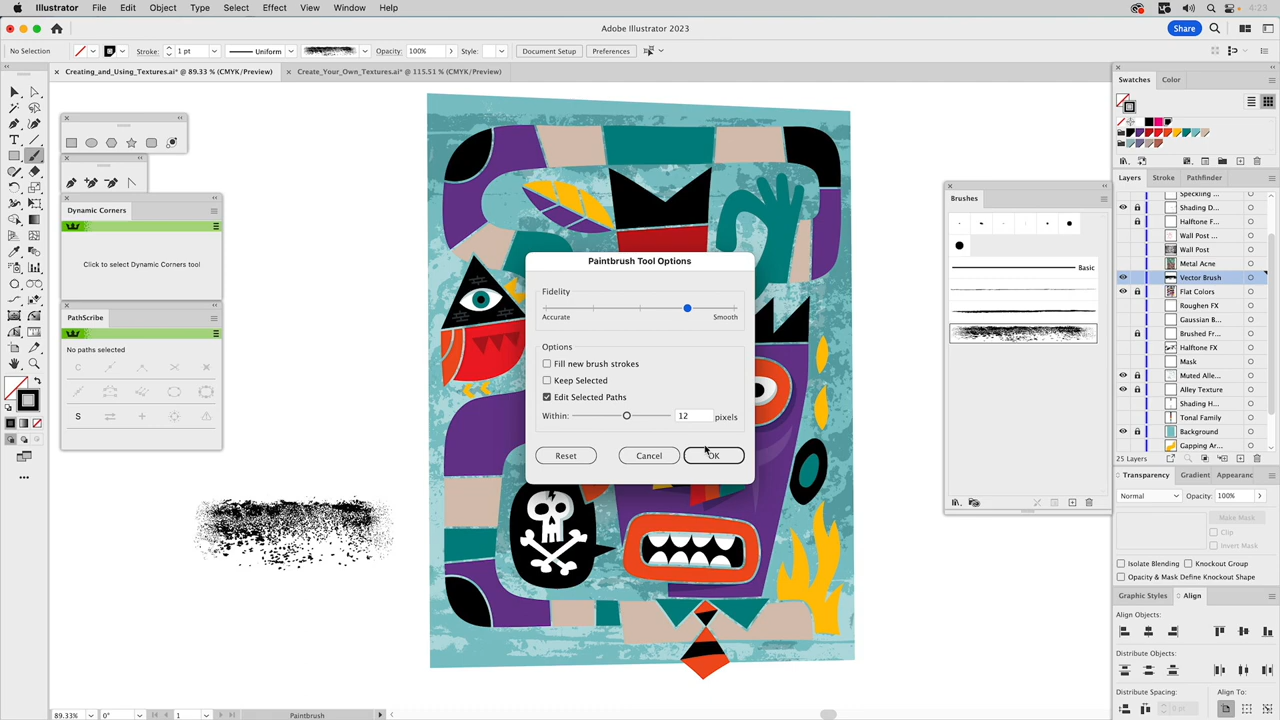 Illustrator File Edit Object Type Select Effect View Window Help 4:23
Adobe Illustrator 2023
Share
No Selection Stroke: 1 pt Uniform Opacity: 100% Style: Document Setup Preferences
Creating_and_Using_Textures.ai* @ 89.33 % (CMYK/Preview) Create_Your_Own_Textures.ai* @ 115.51 % (CMYK/Preview)
Dynamic Corners
Click to select Dynamic Corners tool
PathScribe
No paths selected
S
Paintbrush Tool Options
Fidelity
Accurate Smooth
Options
Fill new brush strokes
Keep Selected
Edit Selected Paths
Within: 12 pixels
Reset Cancel OK
Brushes
Basic
Swatches Color
Layers Stroke Pathfinder
Speckling ...
Shading D...
Halftone F...
Wall Post ...
Wall Post
Metal Acne
Vector Brush
Flat Colors
Roughen FX
Gaussian B...
Brushed Fr...
Halftone FX
Mask
Muted Alle...
Alley Texture
Shading H...
Tonal Family
Background
Gapping Ar...
25 Layers
Transparency Gradient Appearanc
Normal Opacity: 100%
Make Mask
Clip
Invert Mask
Isolate Blending Knockout Group
Opacity & Mask Define Knockout Shape
Graphic Styles Align
Align Objects:
Distribute Objects:
Distribute Spacing: Align To:
0 pt
89.33% 0° 1 Paintbrush